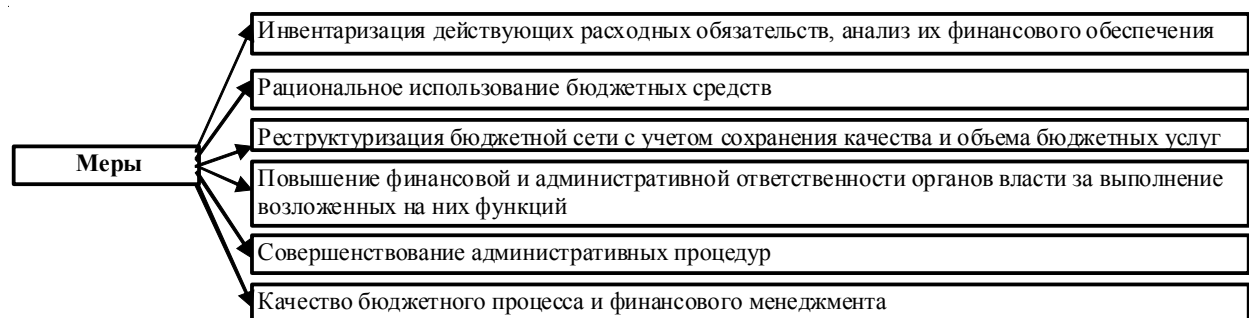 Инвентаризация действующих расходных обязательств, анализ их финансового обеспечения
Рациональное использование бюджетных средств
Реструктуризация бюджетной сети с учетом сохранения качества и объема бюджетных услуг
Меры
Повышение финансовой и административной ответственности органов власти за выполнение
возложенных на них функций
Совершенствование административных процедур
Качество бюджетного процесса и финансового менеджмента